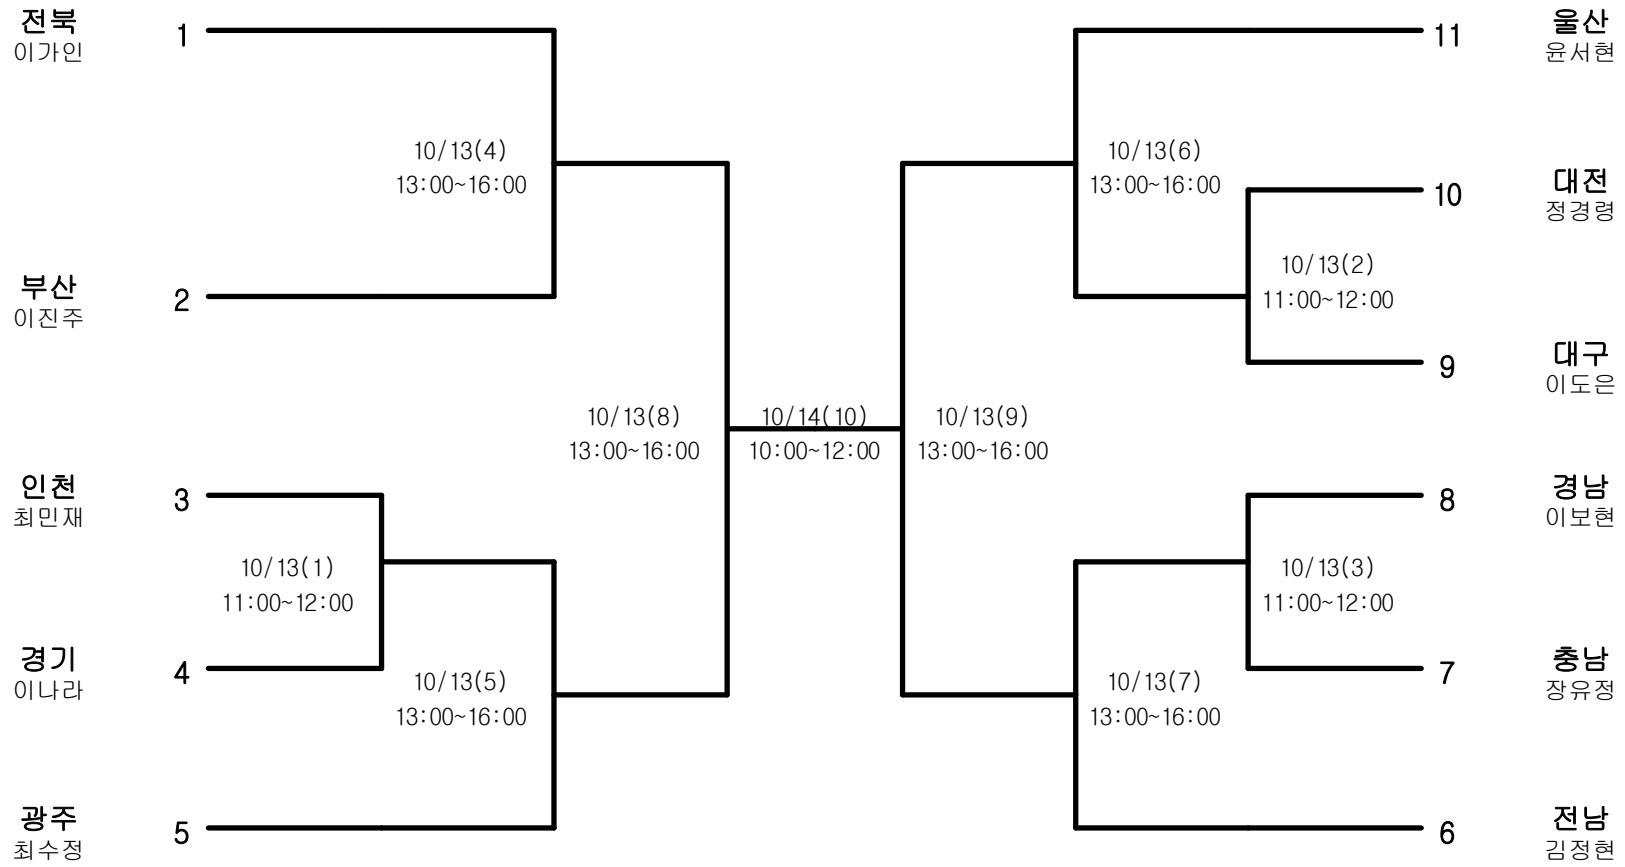 전북
이가인
1
10/13(4)
13:00~16:00
부산
이진주
2
인천
최민재
3
10/13(1)
11:00~12:00
경기
이나라
4
10/13(5)
13:00~16:00
광주
최수정
5
10/13(8)
13:00~16:00
10/14(10)
10:00~12:00
10/13(9)
13:00~16:00
11
울산
윤서현
10/13(6)
13:00~16:00
10
대전
정경령
10/13(2)
11:00~12:00
9
대구
이도은
8
경남
이보현
10/13(3)
11:00~12:00
7
충남
장유정
10/13(7)
13:00~16:00
6
전남
김정현